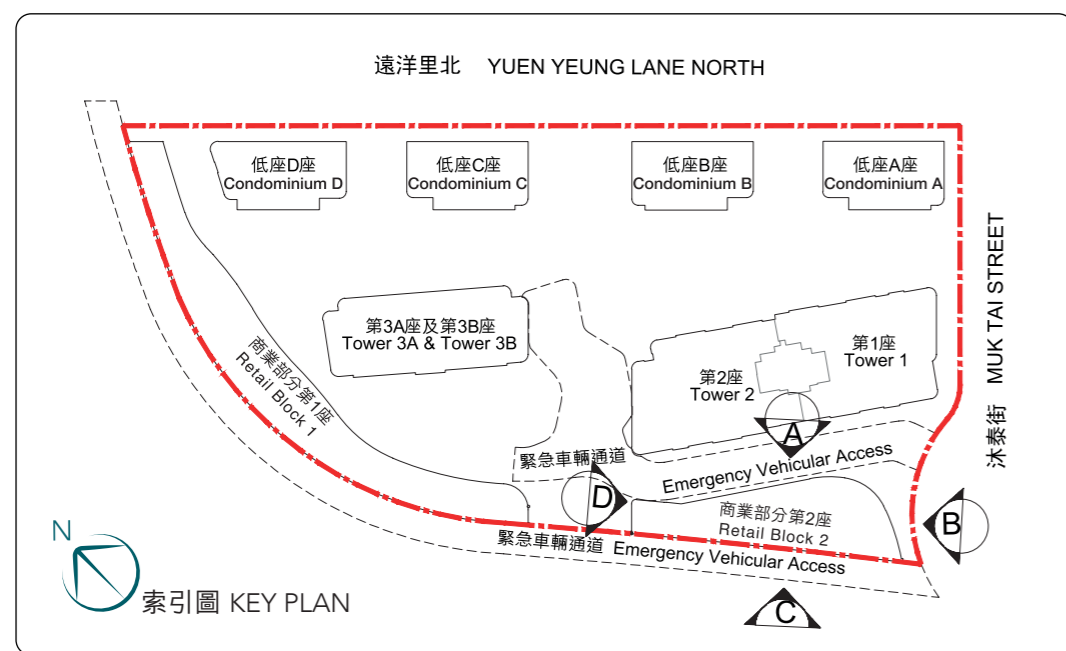 遠洋里北 YUEN YEUNG LANE NORTH
低座D座
Condominium D
低座C座
Condominium C
低座B座
Condominium B
低座A座
Condominium A
沐泰街 MUK TAI STREET
第3A座及第3B座
Tower 3A & Tower 3B
第1座
Tower 1
第2座
Tower 2
商業部分第1座
Retail Block 1
A
緊急車輛通道 Emergency Vehicular Access
D
商業部分第2座
Retail Block 2
B
緊急車輛通道 Emergency Vehicular Access
C
N
索引圖 KEY PLAN